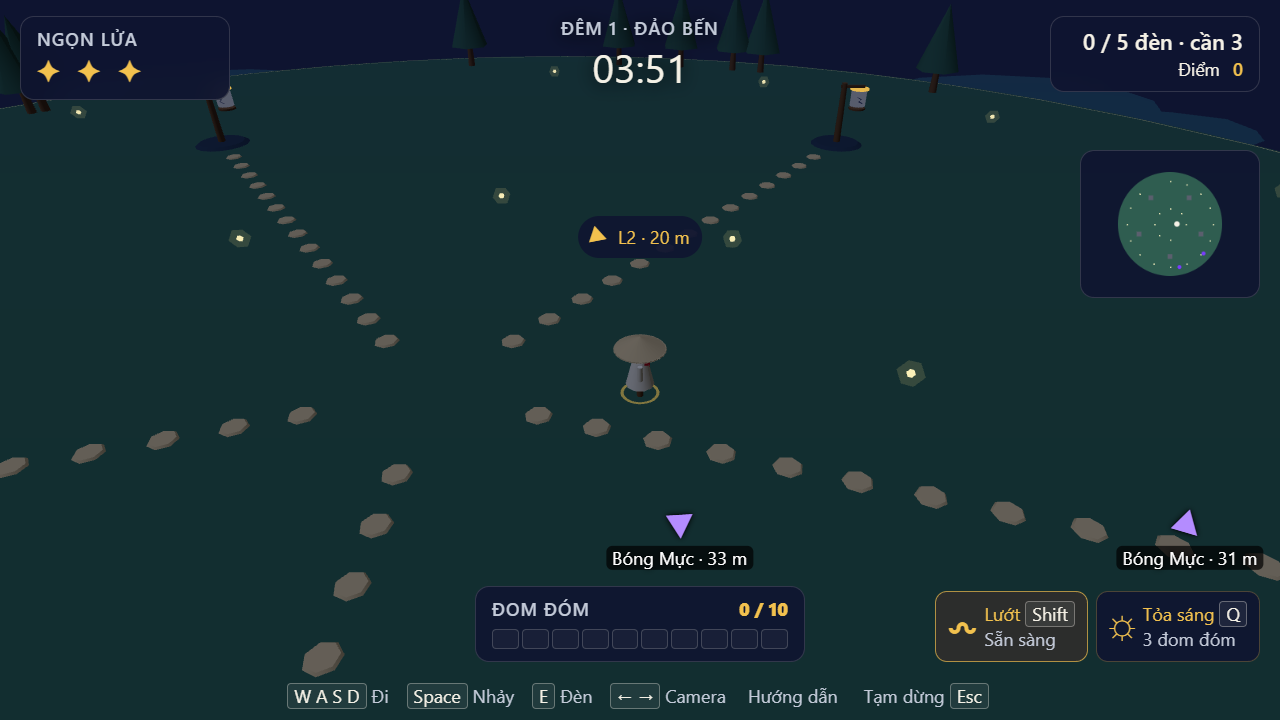 NGỌN LỬA
ĐÊM 1 · ĐẢO BẾN
03:51
0 / 5 đèn · cần 3
Điểm 0
L2 · 20 m
Bóng Mực · 33 m
Bóng Mực · 31 m
ĐOM ĐÓM 0 / 10
Lướt Shift
Sẵn sàng
Tỏa sáng Q
3 đom đóm
W A S D Đi Space Nhảy E Đèn ←→ Camera Hướng dẫn Tạm dừng Esc